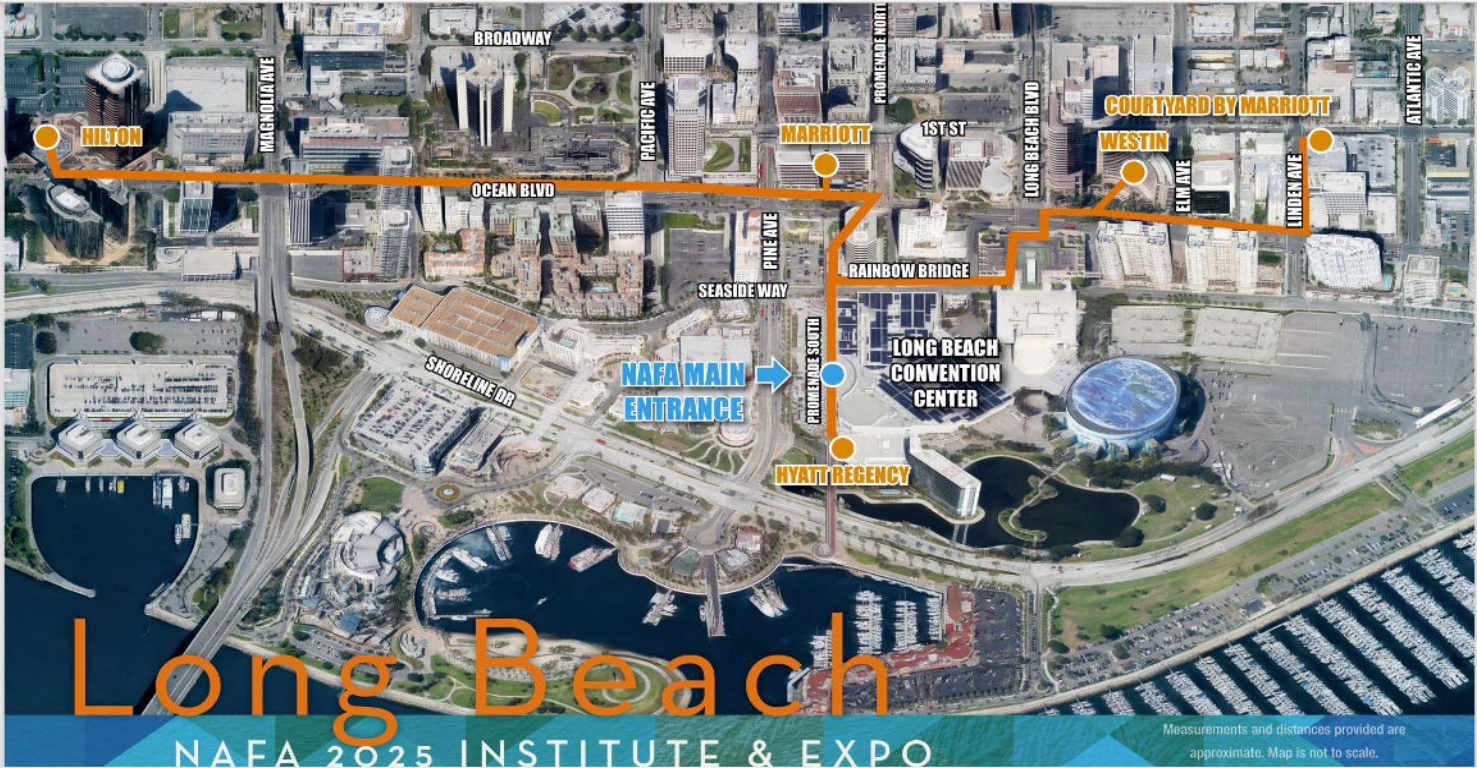 BROADWAY
MAGNOLIA AVE
PACIFIC AVE
PROMENADE NORTH
LONG BEACH BLVD
ATLANTIC AVE
COURTYARD BY MARRIOTT
HILTON
MARRIOTT
1ST ST
WESTIN
ELM AVE
LINDEN AVE
OCEAN BLVD
PINE AVE
RAINBOW BRIDGE
SEASIDE WAY
SHORELINE DR
PROMENADE SOUTH
NAFA MAIN
ENTRANCE
LONG BEACH
CONVENTION
CENTER
HYATT REGENCY
Long Beach
NAFA 2025 INSTITUTE & EXPO
Measurements and distances provided are
approximate. Map is not to scale.